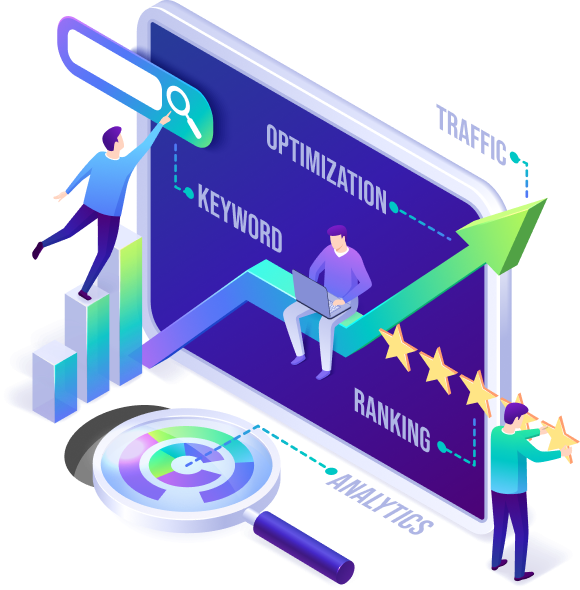 TRAFFIC
OPTIMIZATION
KEYWORD
RANKING
ANALYTICS